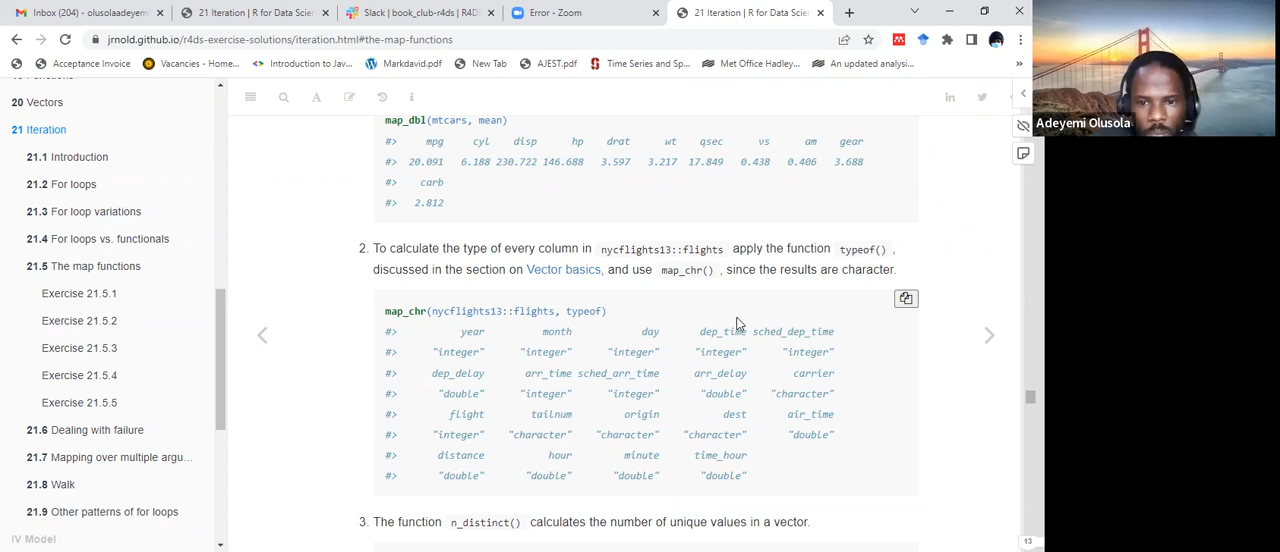 Inbox (204) - olusolaadeyem
21 Iteration | R for Data Scien
Slack | book_club-r4ds | R4DS
Error - Zoom
21 Iteration | R for Data Scien
jrnold.github.io/r4ds-exercise-solutions/iteration.html#the-map-functions
Acceptance Invoice
Vacancies - Home...
Introduction to Jav...
Markdavid.pdf
New Tab
AJEST.pdf
Time Series and Sp...
Met Office Hadley...
An updated analysi...
»
20 Vectors
21 Iteration
21.1 Introduction
21.2 For loops
21.3 For loop variations
21.4 For loops vs. functionals
21.5 The map functions
Exercise 21.5.1
Exercise 21.5.2
Exercise 21.5.3
Exercise 21.5.4
Exercise 21.5.5
21.6 Dealing with failure
21.7 Mapping over multiple argu...
21.8 Walk
21.9 Other patterns of for loops
IV Model
map_dbl(mtcars, mean)
#> mpg cyl disp hp drat wt qsec vs am gear
#> 20.091 6.188 230.722 146.688 3.597 3.217 17.849 0.438 0.406 3.688
#> carb
#> 2.812
2. To calculate the type of every column in nycflights13::flights apply the function typeof() ,
discussed in the section on Vector basics, and use map_chr() , since the results are character.
map_chr(nycflights13::flights, typeof)
#> year month day dep_time sched_dep_time
#> "integer" "integer" "integer" "integer" "integer"
#> dep_delay arr_time sched_arr_time arr_delay carrier
#> "double" "integer" "integer" "double" "character"
#> flight tailnum origin dest air_time
#> "integer" "character" "character" "character" "double"
#> distance hour minute time_hour
#> "double" "double" "double" "double"
3. The function n_distinct() calculates the number of unique values in a vector.
13
Adeyemi Olusola